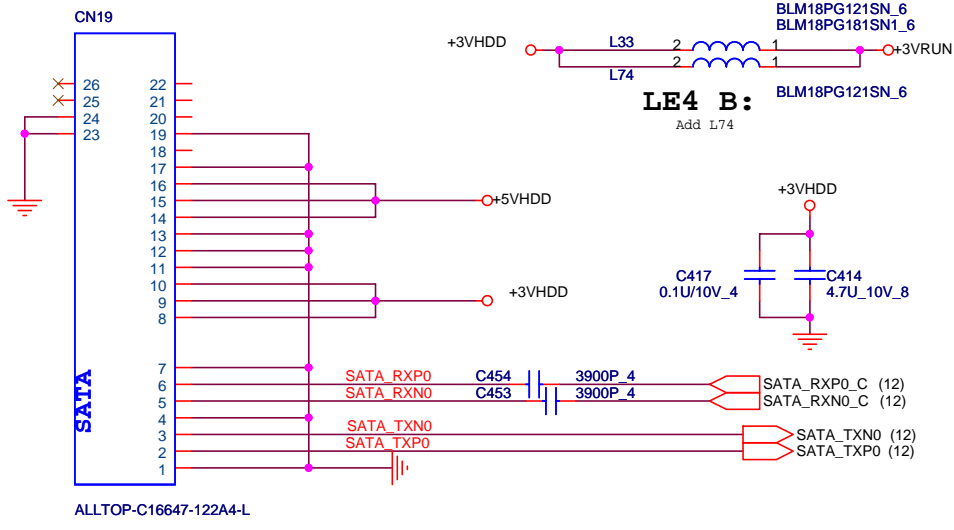 CN19
BLM18PG121SN_6
BLM18PG181SN1_6
+3VHDD
L33
2
1
+3VRUN
2
1
L74
BLM18PG121SN_6
LE4 B:
Add L74
26
25
24
23
22
21
20
19
18
17
16
15
14
13
12
11
10
9
8
7
6
5
4
3
2
1
SATA
+5VHDD
+3VHDD
+3VHDD
C417
0.1U/10V_4
C414
4.7U_10V_8
SATA_RXP0
C454
3900P_4
SATA_RXP0_C (12)
SATA_RXN0
C453
3900P_4
SATA_RXN0_C (12)
SATA_TXN0
SATA_TXN0 (12)
SATA_TXP0
SATA_TXP0 (12)
ALLTOP-C16647-122A4-L